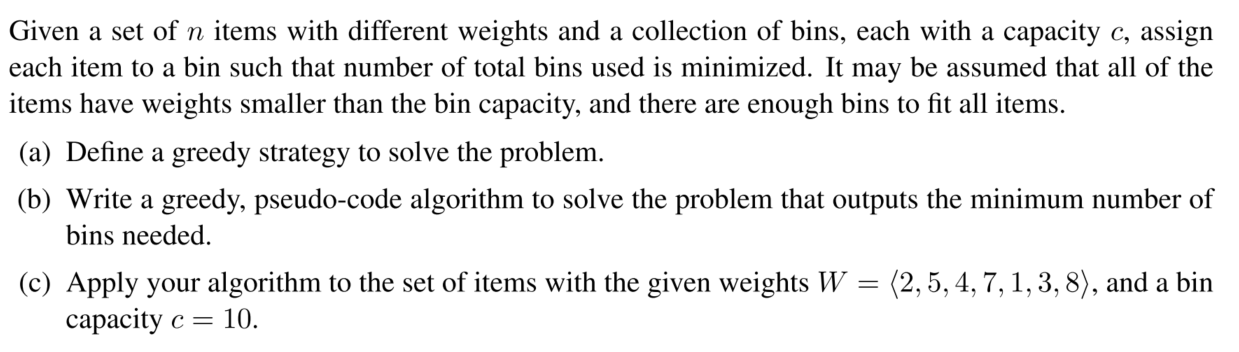 Given a set of n items with different weights and a collection of bins, each with a capacity c, assign
each item to a bin such that number of total bins used is minimized. It may be assumed that all of the
items have weights smaller than the bin capacity, and there are enough bins to fit all items.
(a) Define a greedy strategy to solve the problem.
(b) Write a greedy, pseudo-code algorithm to solve the problem that outputs the minimum number of
bins needed.
(c) Apply your algorithm to the set of items with the given weights W = ⟨2, 5, 4, 7, 1, 3, 8⟩, and a bin
capacity c = 10.